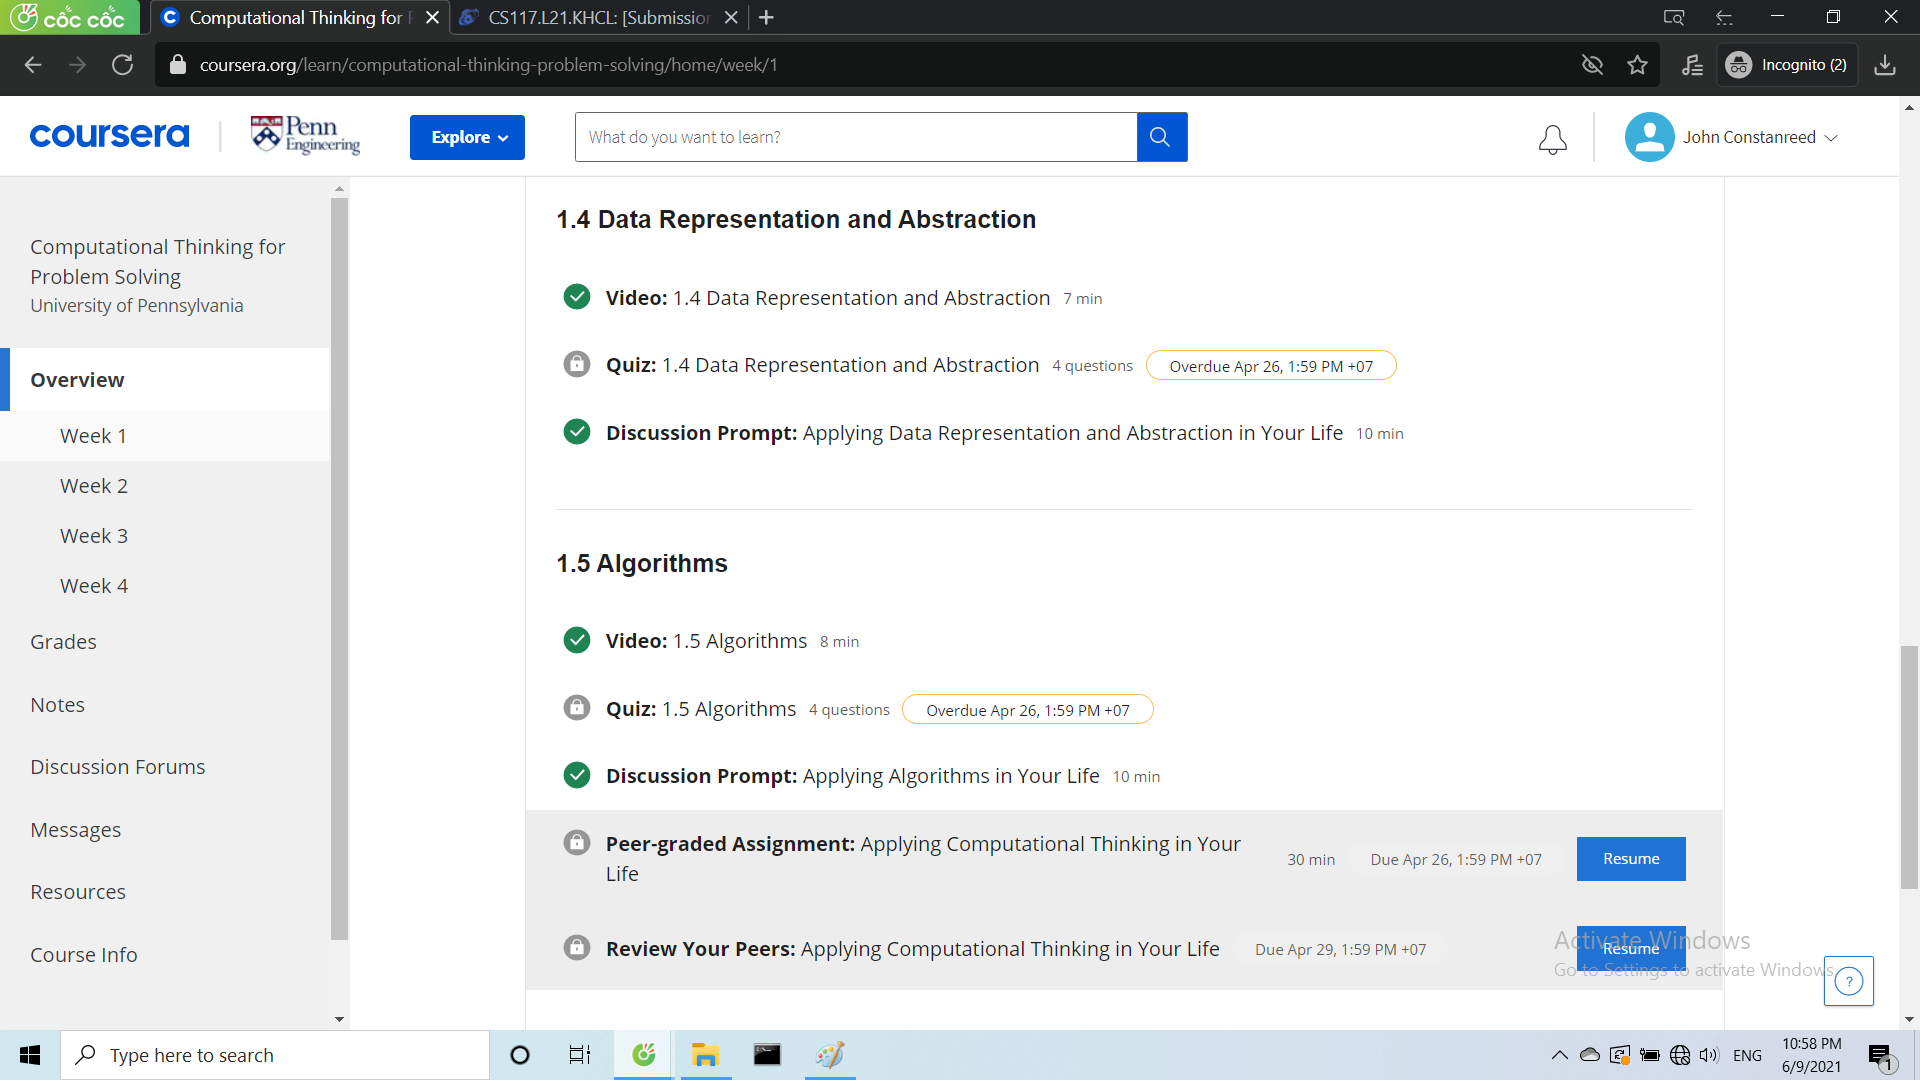 cốc cốc
Computational Thinking for
CS117.L21.KHCL: [Submission
coursera.org/learn/computational-thinking-problem-solving/home/week/1
Incognito (2)
coursera
Penn
Engineering
Explore
What do you want to learn?
John Constanreed
Computational Thinking for
Problem Solving
University of Pennsylvania
Overview
Week 1
Week 2
Week 3
Week 4
Grades
Notes
Discussion Forums
Messages
Resources
Course Info
1.4 Data Representation and Abstraction
Video: 1.4 Data Representation and Abstraction 7 min
Quiz: 1.4 Data Representation and Abstraction 4 questions Overdue Apr 26, 1:59 PM +07
Discussion Prompt: Applying Data Representation and Abstraction in Your Life 10 min
1.5 Algorithms
Video: 1.5 Algorithms 8 min
Quiz: 1.5 Algorithms 4 questions Overdue Apr 26, 1:59 PM +07
Discussion Prompt: Applying Algorithms in Your Life 10 min
Peer-graded Assignment: Applying Computational Thinking in Your
Life
30 min Due Apr 26, 1:59 PM +07 Resume
Review Your Peers: Applying Computational Thinking in Your Life Due Apr 29, 1:59 PM +07 Resume
Activate Windows
Go to Settings to activate Windows
?
Type here to search
ENG
10:58 PM
6/9/2021
1